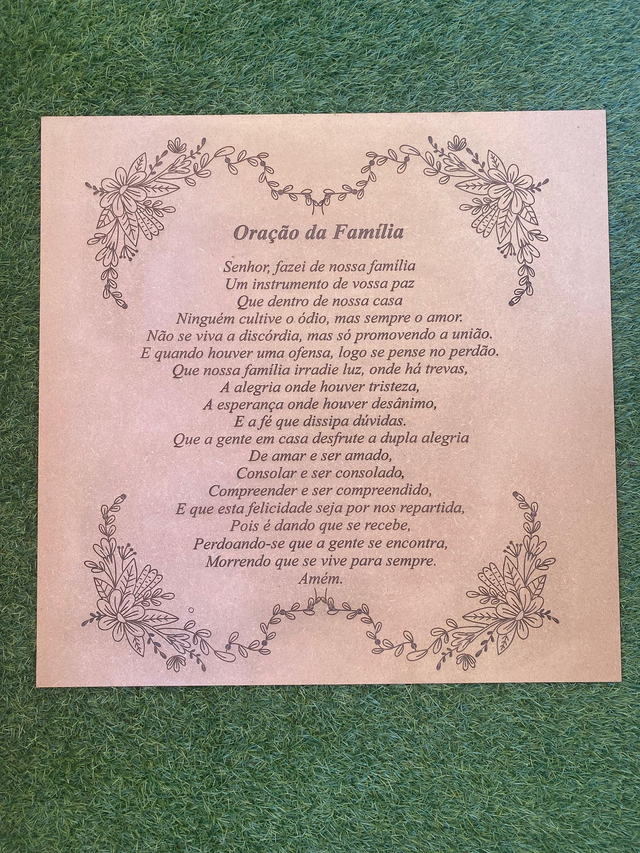 Oração da Família
Senhor, fazei de nossa família
Um instrumento de vossa paz
Que dentro de nossa casa
Ninguém cultive o ódio, mas sempre o amor.
Não se viva a discórdia, mas só promovendo a união.
E quando houver uma ofensa, logo se pense no perdão.
Que nossa família irradie luz, onde há trevas,
A alegria onde houver tristeza,
A esperança onde houver desânimo,
E a fé que dissipa dúvidas.
Que a gente em casa desfrute a dupla alegria
De amar e ser amado,
Consolar e ser consolado,
Compreender e ser compreendido,
E que esta felicidade seja por nos repartida,
Pois é dando que se recebe,
Perdoando-se que a gente se encontra,
Morrendo que se vive para sempre.
Amém.